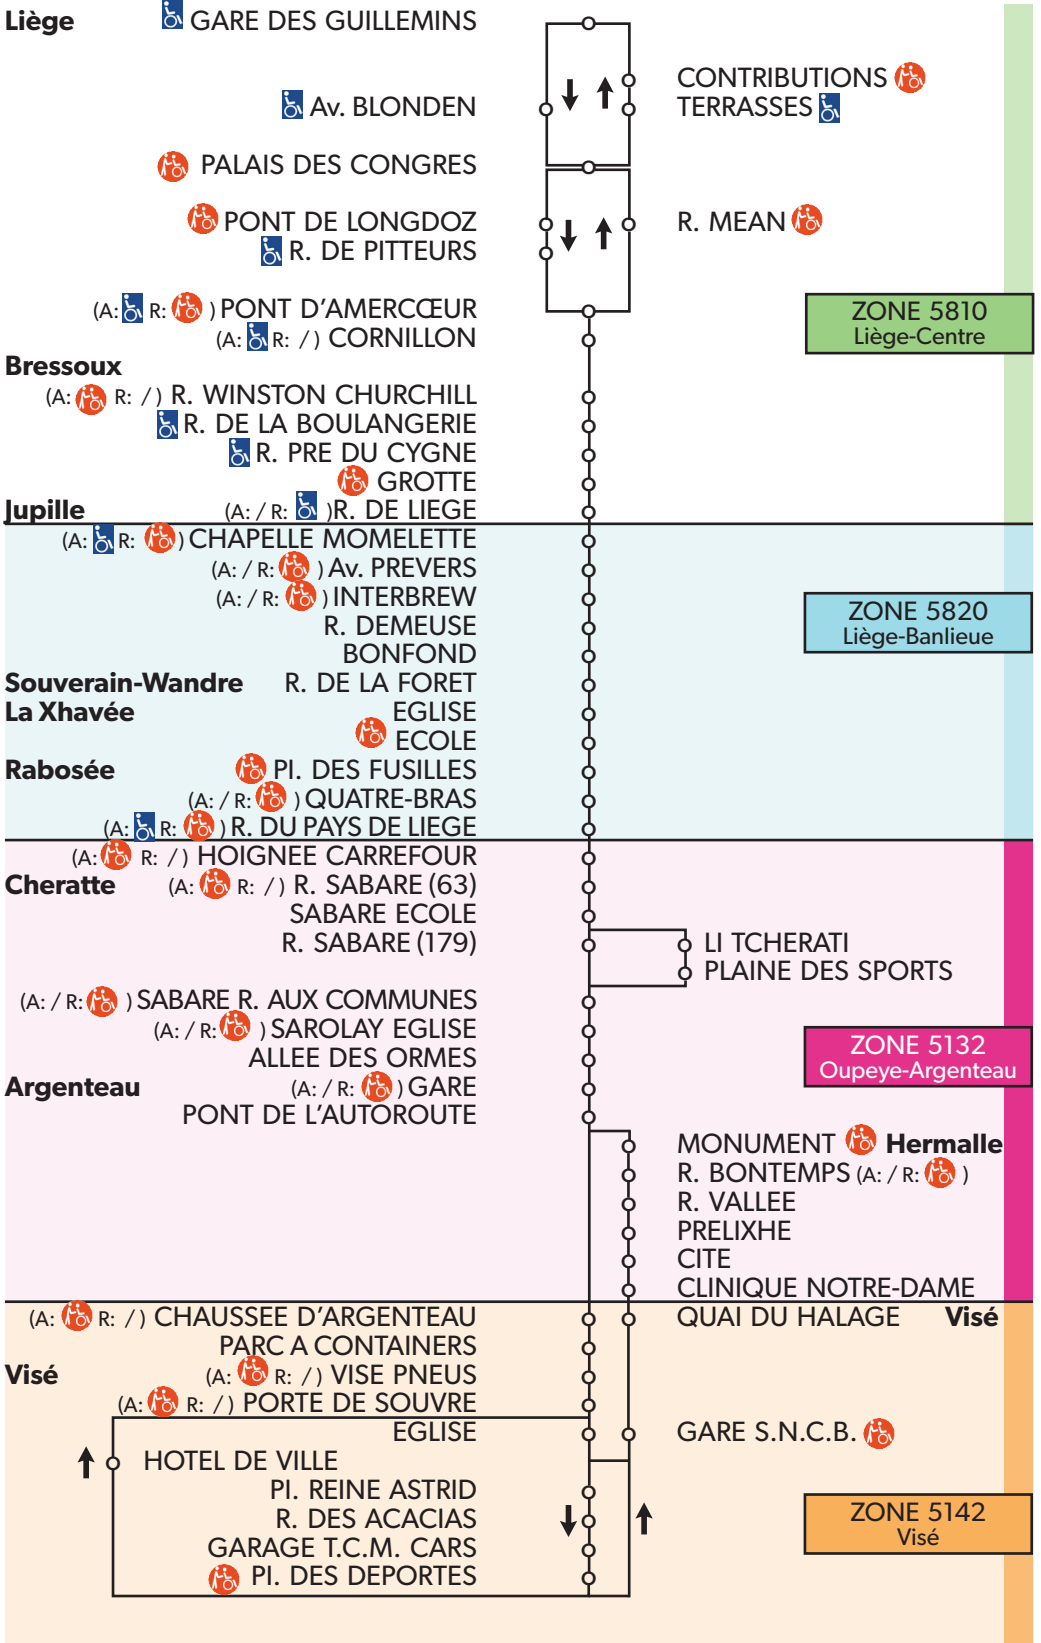 Liège GARE DES GUILLEMINS
CONTRIBUTIONS
Av. BLONDEN TERRASSES
PALAIS DES CONGRES
PONT DE LONGDOZ R. MEAN
R. DE PITTEURS
(A: R: ) PONT D'AMERCŒUR ZONE 5810
(A: R: /) CORNILLON Liège-Centre
Bressoux
(A: R: /) R. WINSTON CHURCHILL
R. DE LA BOULANGERIE
R. PRE DU CYGNE
GROTTE
Jupille (A: / R: )R. DE LIEGE
(A: R: ) CHAPELLE MOMELETTE
(A: / R: ) Av. PREVERS
(A: / R: ) INTERBREW ZONE 5820
R. DEMEUSE Liège-Banlieue
BONFOND
Souverain-Wandre R. DE LA FORET
La Xhavée EGLISE
ECOLE
Rabosée Pl. DES FUSILLES
(A: / R: ) QUATRE-BRAS
(A: R: ) R. DU PAYS DE LIEGE
(A: R: /) HOIGNEE CARREFOUR
Cheratte (A: R: /) R. SABARE (63)
SABARE ECOLE
R. SABARE (179) LI TCHERATI
PLAINE DES SPORTS
(A: / R: ) SABARE R. AUX COMMUNES
(A: / R: ) SAROLAY EGLISE
ALLEE DES ORMES ZONE 5132
Oupeye-Argenteau
Argenteau (A: / R: ) GARE
PONT DE L'AUTOROUTE
MONUMENT Hermalle
R. BONTEMPS (A: / R: )
R. VALLEE
PRELIXHE
CITE
CLINIQUE NOTRE-DAME
(A: R: /) CHAUSSEE D'ARGENTEAU QUAI DU HALAGE Visé
PARC A CONTAINERS
Visé (A: R: /) VISE PNEUS
(A: R: /) PORTE DE SOUVRE
EGLISE GARE S.N.C.B.
HOTEL DE VILLE
Pl. REINE ASTRID
R. DES ACACIAS ZONE 5142
GARAGE T.C.M. CARS Visé
Pl. DES DEPORTES